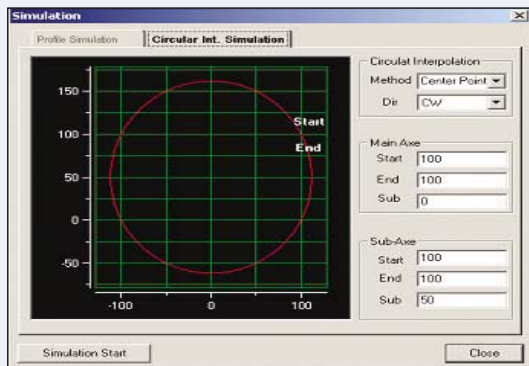 Simulation
Profile Simulation
Circular Int. Simulation
150
100
50
0
-50
-100
0
100
Start
End
Circulat Interpolation
Method Center Point
Dir CW
Main Axe
Start 100
End 100
Sub 0
Sub-Axe
Start 100
End 100
Sub 50
Simulation Start
Close